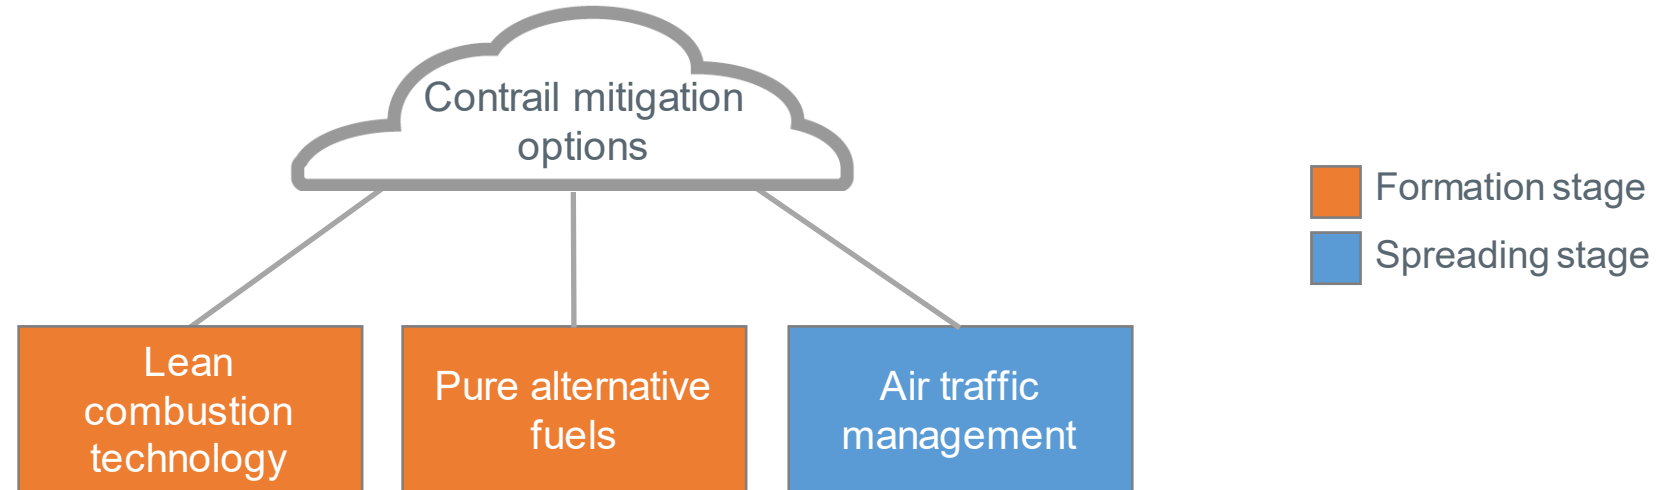 Contrail mitigation
options
Formation stage
Spreading stage
Lean
combustion
technology
Pure alternative
fuels
Air traffic
management